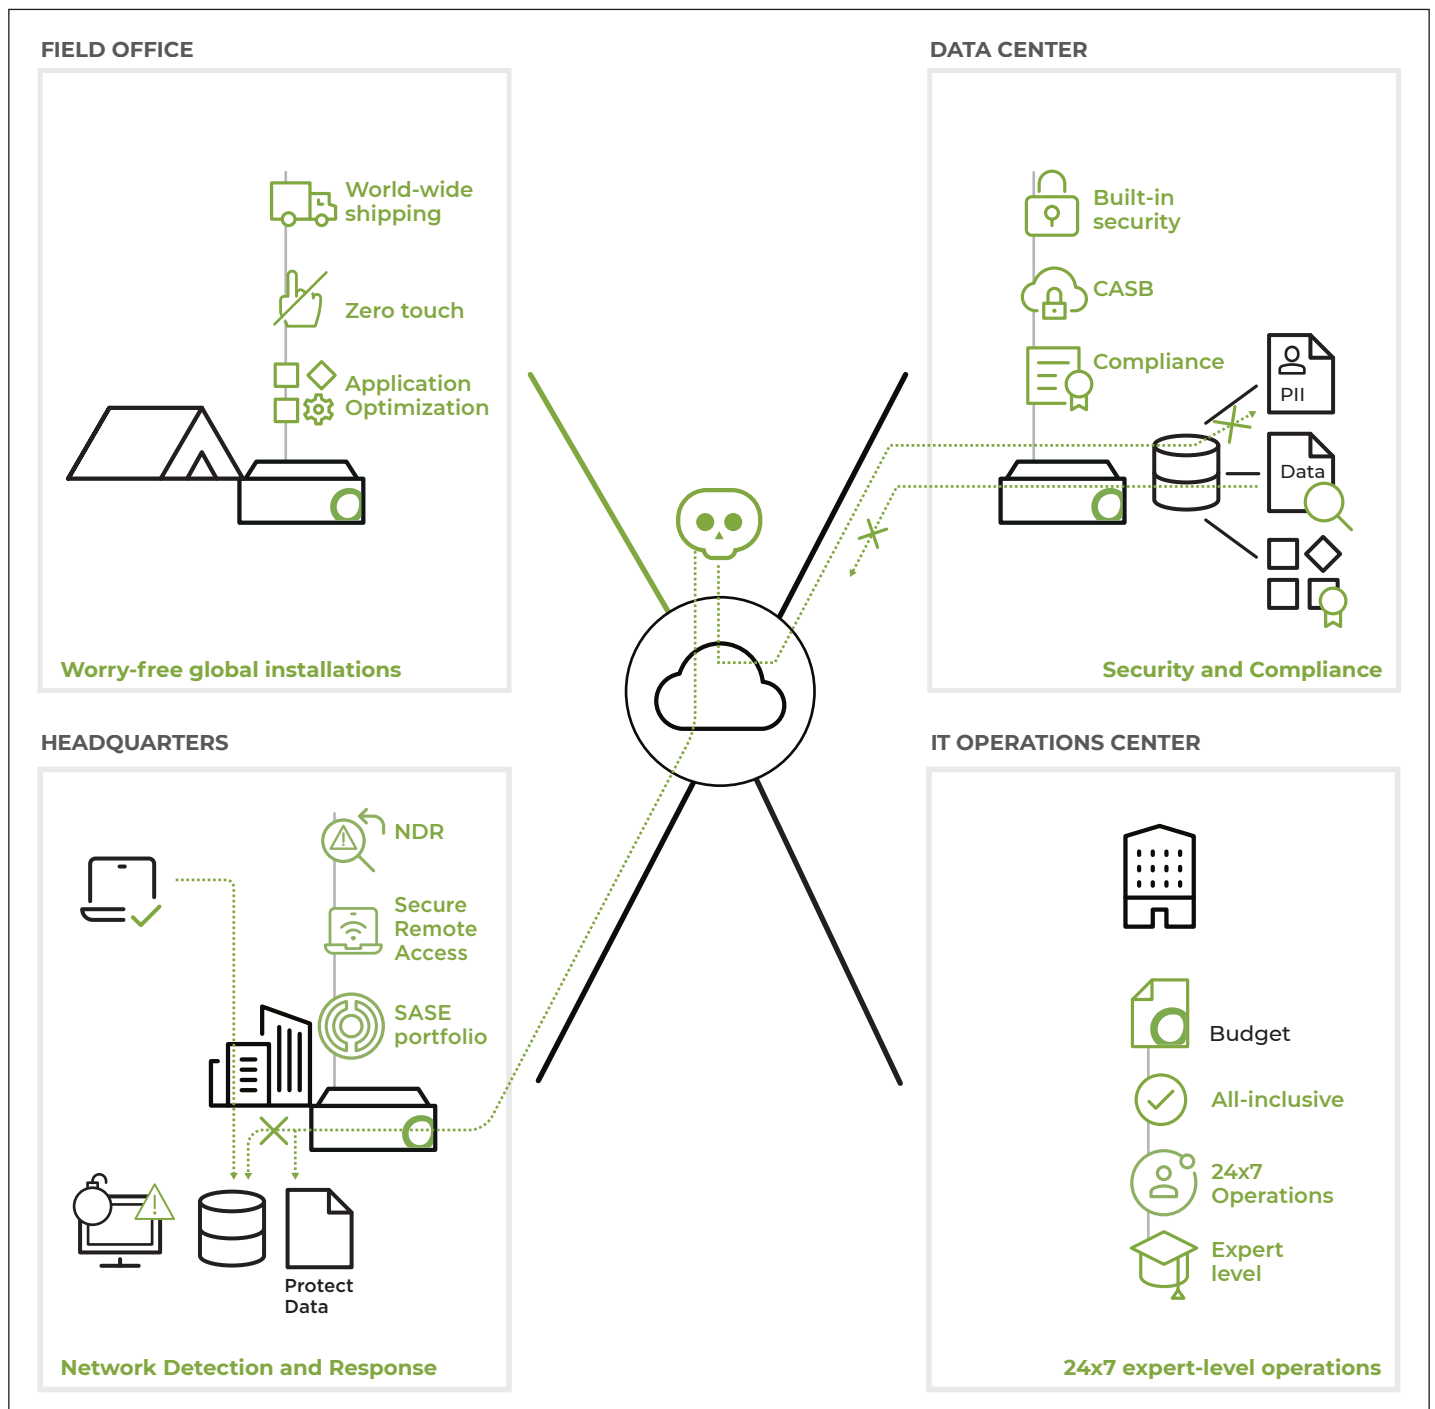 FIELD OFFICE
World-wide
shipping
Zero touch
Application
Optimization
Worry-free global installations
DATA CENTER
Built-in
security
CASB
Compliance
PII
Data
Security and Compliance
HEADQUARTERS
NDR
Secure
Remote
Access
SASE
portfolio
Protect
Data
Network Detection and Response
IT OPERATIONS CENTER
Budget
All-inclusive
24x7
Operations
Expert
level
24x7 expert-level operations